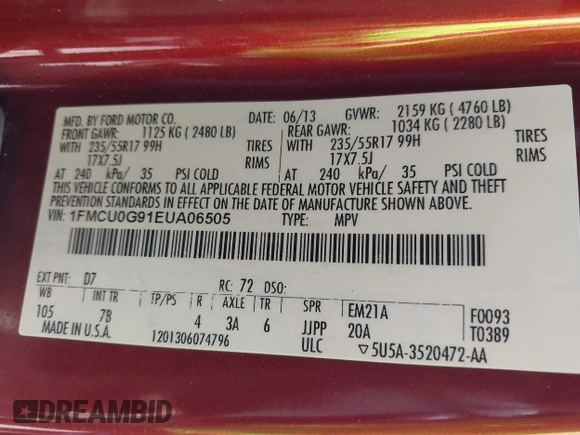 MFD. BY FORD MOTOR CO.
DATE: 06/13 GVWR: 2159 KG ( 4760 LB)
FRONT GAWR: 1125 KG ( 2480 LB) REAR GAWR: 1034 KG ( 2280 LB)
WITH 235/55R17 99H TIRES WITH 235/55R17 99H TIRES
17X7.5J RIMS 17X7.5J RIMS
AT 240 kPa/ 35 PSI COLD AT 240 kPa/ 35 PSI COLD
THIS VEHICLE CONFORMS TO ALL APPLICABLE FEDERAL MOTOR VEHICLE SAFETY AND THEFT
PREVENTION STANDARDS IN EFFECT ON THE DATE OF MANUFACTURE SHOWN ABOVE.
VIN: 1FMCU0G91EUA06505 TYPE: MPV
EXT PNT: D7 RC: 72 DSO:
WB INT TR TP/PS R AXLE TR SPR EM21A F0093
105 7B 4 3A 6 JJPP 20A T0389
MADE IN U.S.A. 1201306074796 ULC ▽5U5A-3520472-AA
DREAMBID